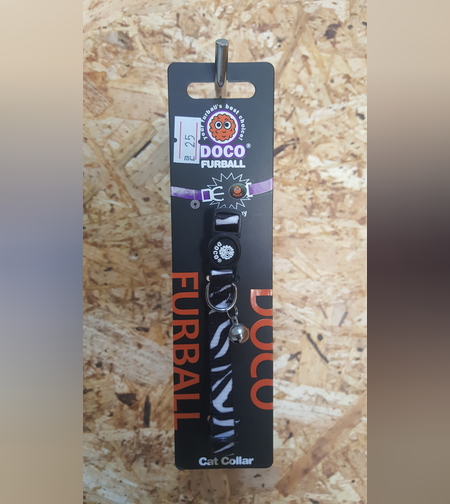 your furball's best choice!
25
DOCO®
FURBALL
DOCO
FURBALL
DOCO
Cat Collar